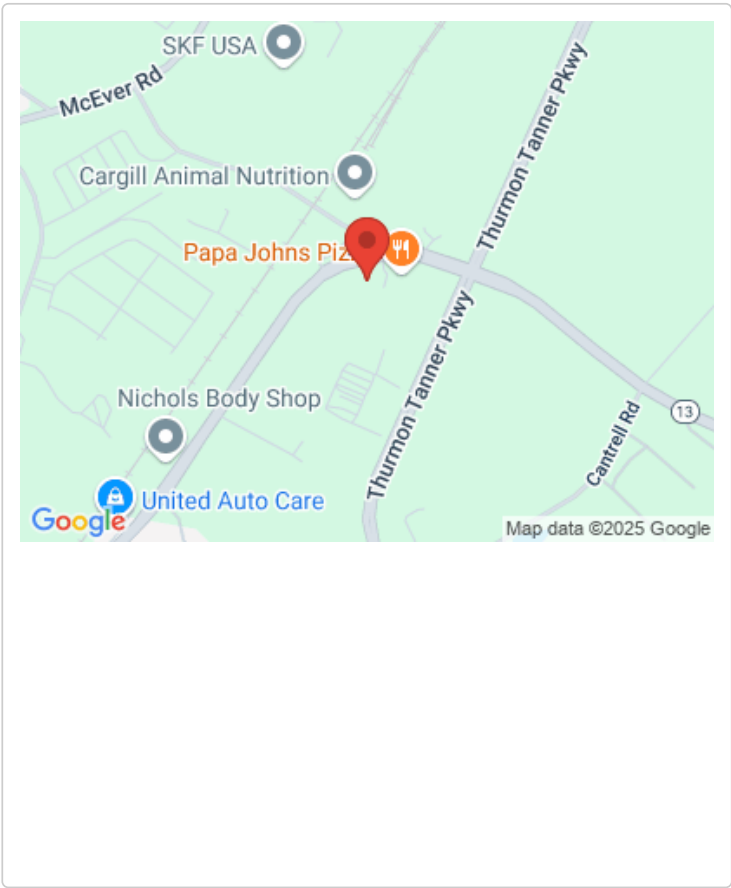 SKF USA
McEver Rd
Thurmon Tanner Pkwy
Cargill Animal Nutrition
Papa Johns Piz
Thurmon Tanner Pkwy
Nichols Body Shop
13
Cantrell Rd
United Auto Care
Google
Map data ©2025 Google